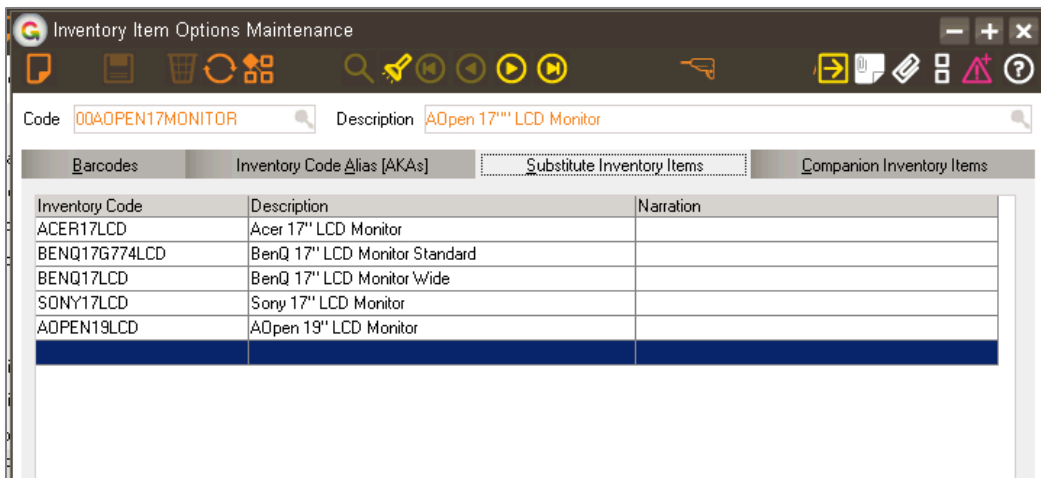 Inventory Item Options Maintenance
Code 00AOPEN17MONITOR Description AOpen 17"" LCD Monitor
Barcodes Inventory Code Alias [AKAs] Substitute Inventory Items Companion Inventory Items
Inventory Code Description Narration
ACER17LCD Acer 17" LCD Monitor
BENQ17G774LCD BenQ 17" LCD Monitor Standard
BENQ17LCD BenQ 17" LCD Monitor Wide
SONY17LCD Sony 17" LCD Monitor
AOPEN19LCD AOpen 19" LCD Monitor